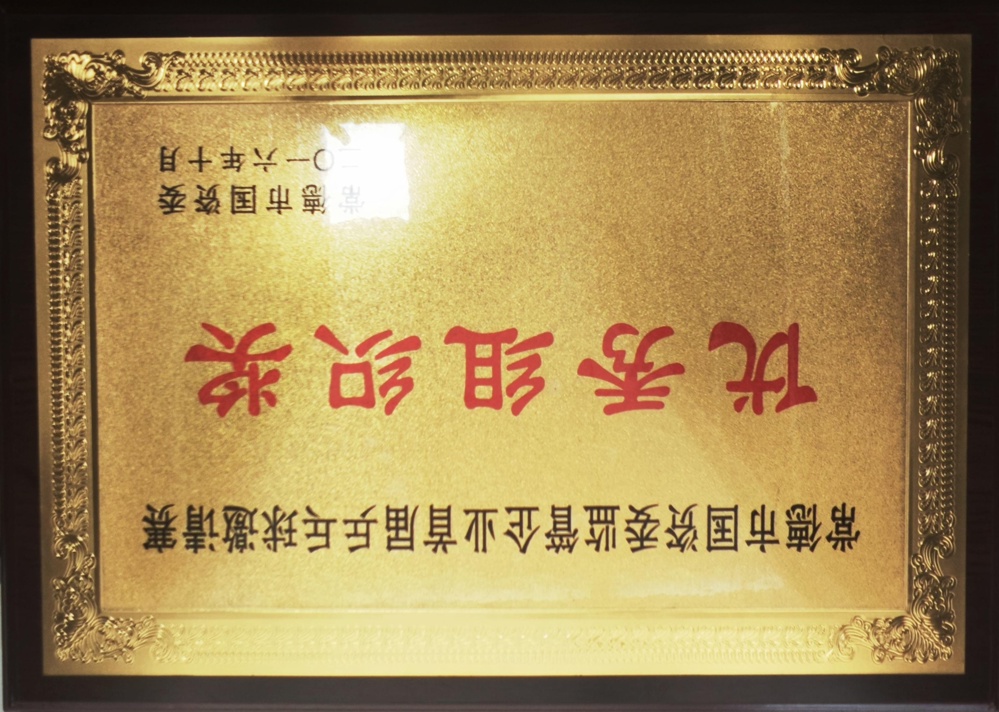 常德市国资委监管企业首届乒乓球邀请赛
优秀组织奖
常德市国资委
二〇一六年十月